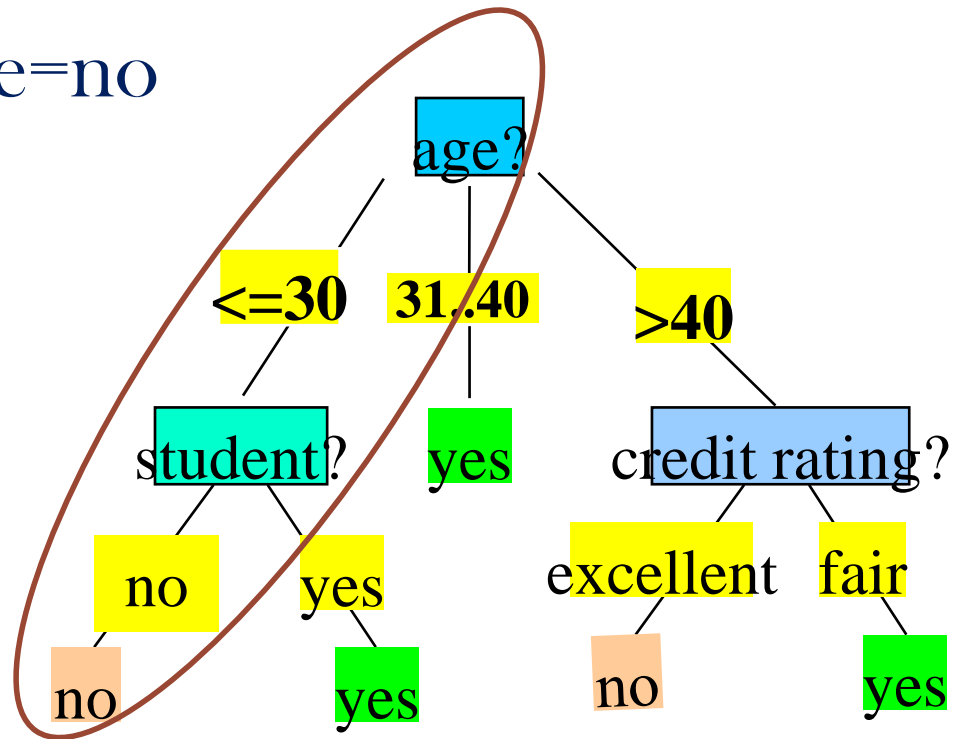 e=no
age?
<=30 31..40 >40
student? yes credit rating?
no yes excellent fair
no yes no yes